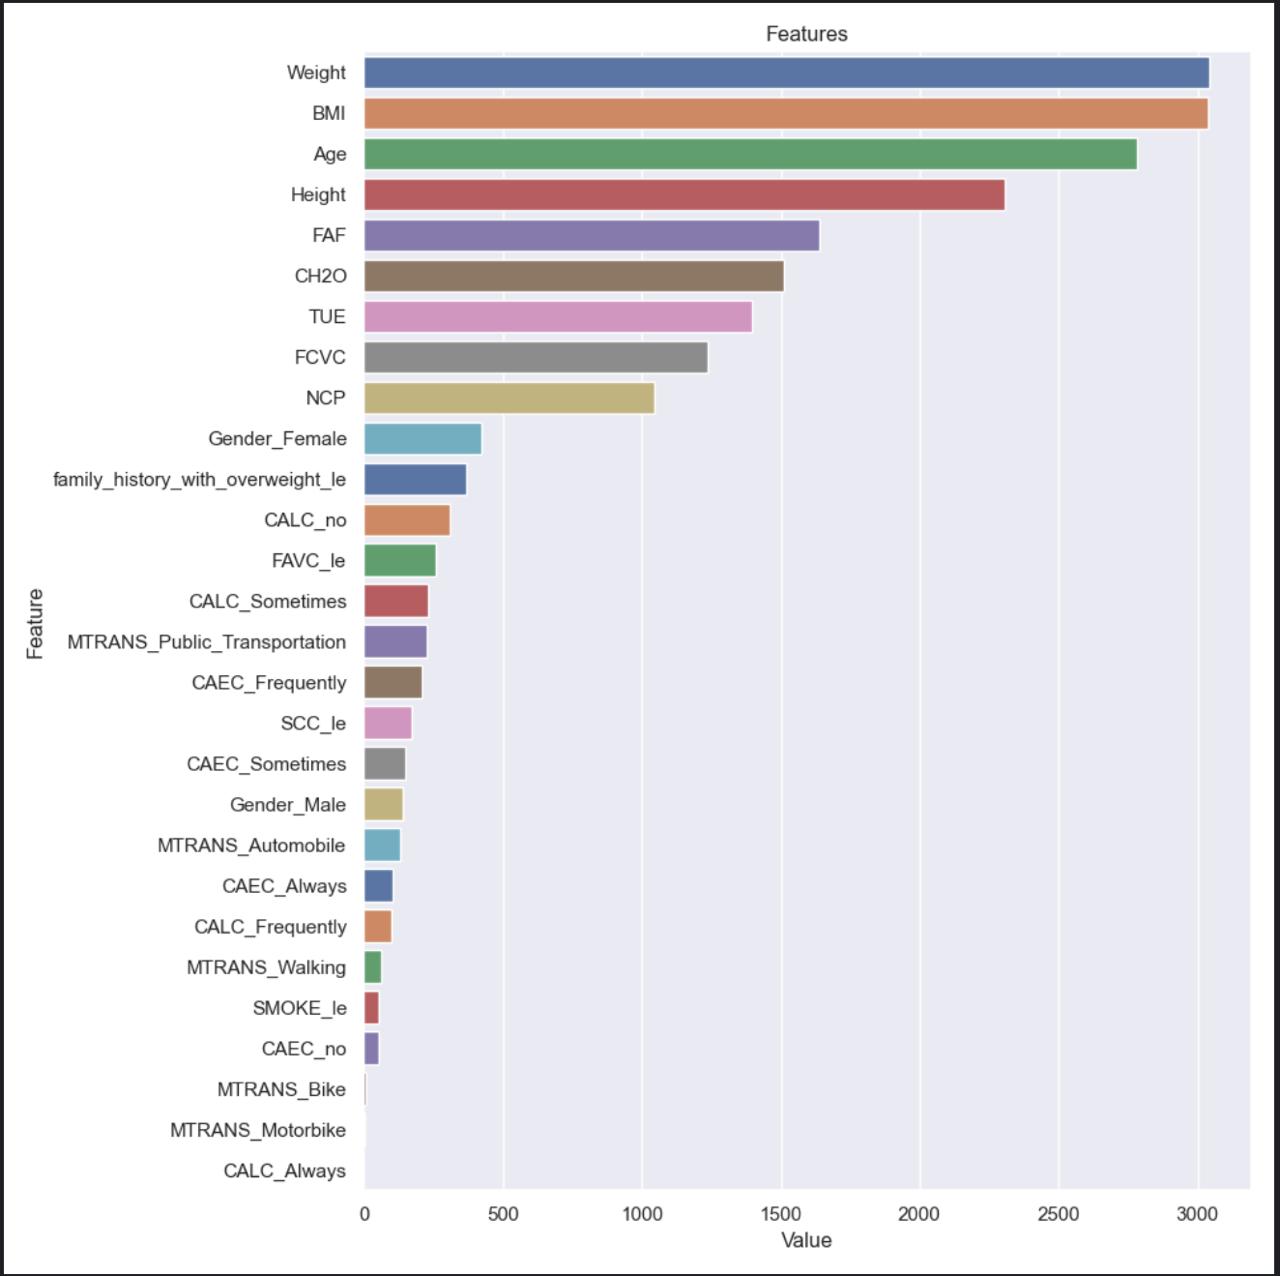 Features
Weight
BMI
Age
Height
FAF
CH2O
TUE
FCVC
NCP
Gender_Female
family_history_with_overweight_le
CALC_no
FAVC_le
CALC_Sometimes
MTRANS_Public_Transportation
CAEC_Frequently
SCC_le
CAEC_Sometimes
Gender_Male
MTRANS_Automobile
CAEC_Always
CALC_Frequently
MTRANS_Walking
SMOKE_le
CAEC_no
MTRANS_Bike
MTRANS_Motorbike
CALC_Always
Feature
0 500 1000 1500 2000 2500 3000
Value